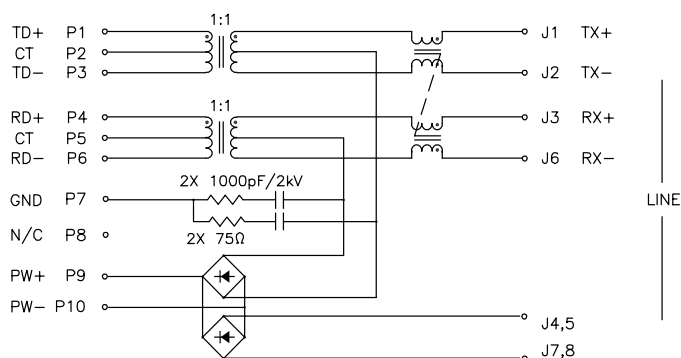 1:1
TD+ P1 J1 TX+
CT P2
TD- P3 J2 TX-
1:1
RD+ P4 J3 RX+
CT P5
RD- P6 J6 RX-
2X 1000pF/2kV
GND P7 LINE
2X 75Ω
N/C P8
PW+ P9
PW- P10
J4,5
J7,8